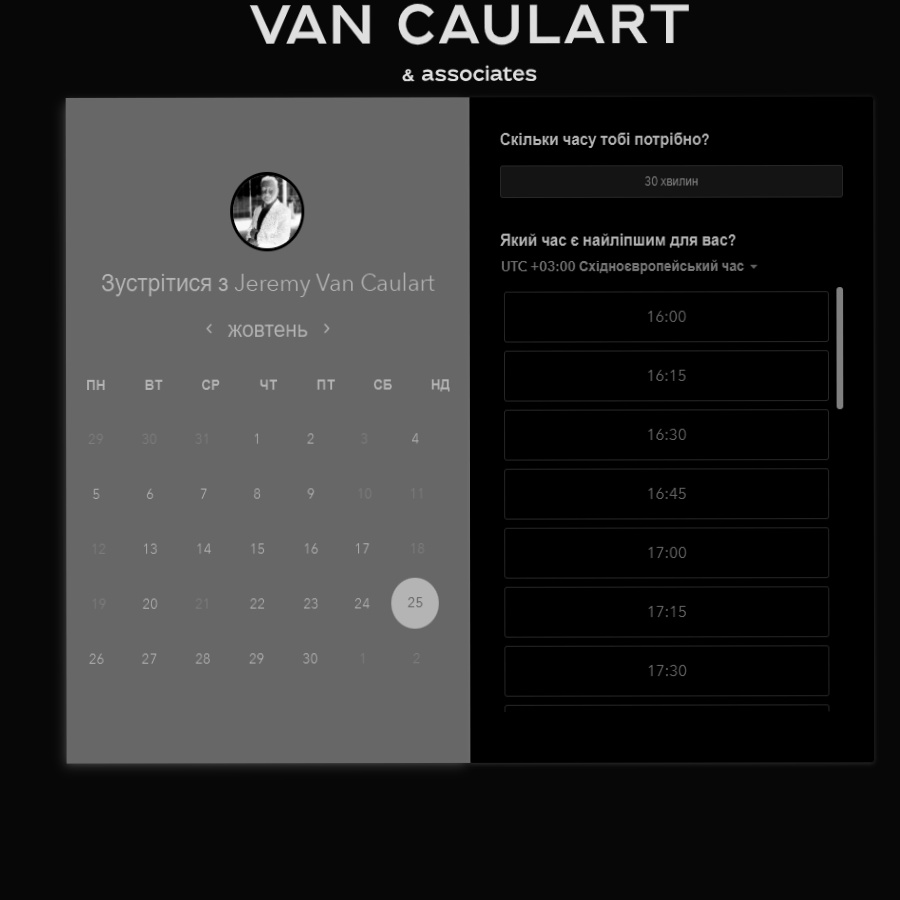 VAN CAULART
& associates
Зустрітися з Jeremy Van Caulart
‹ жовтень ›
ПН ВТ СР ЧТ ПТ СБ НД
29 30 31 1 2 3 4
5 6 7 8 9 10 11
12 13 14 15 16 17 18
19 20 21 22 23 24 25
26 27 28 29 30 1 2
Скільки часу тобі потрібно?
30 хвилин
Який час є найліпшим для вас?
UTC +03:00 Східноєвропейський час
16:00
16:15
16:30
16:45
17:00
17:15
17:30